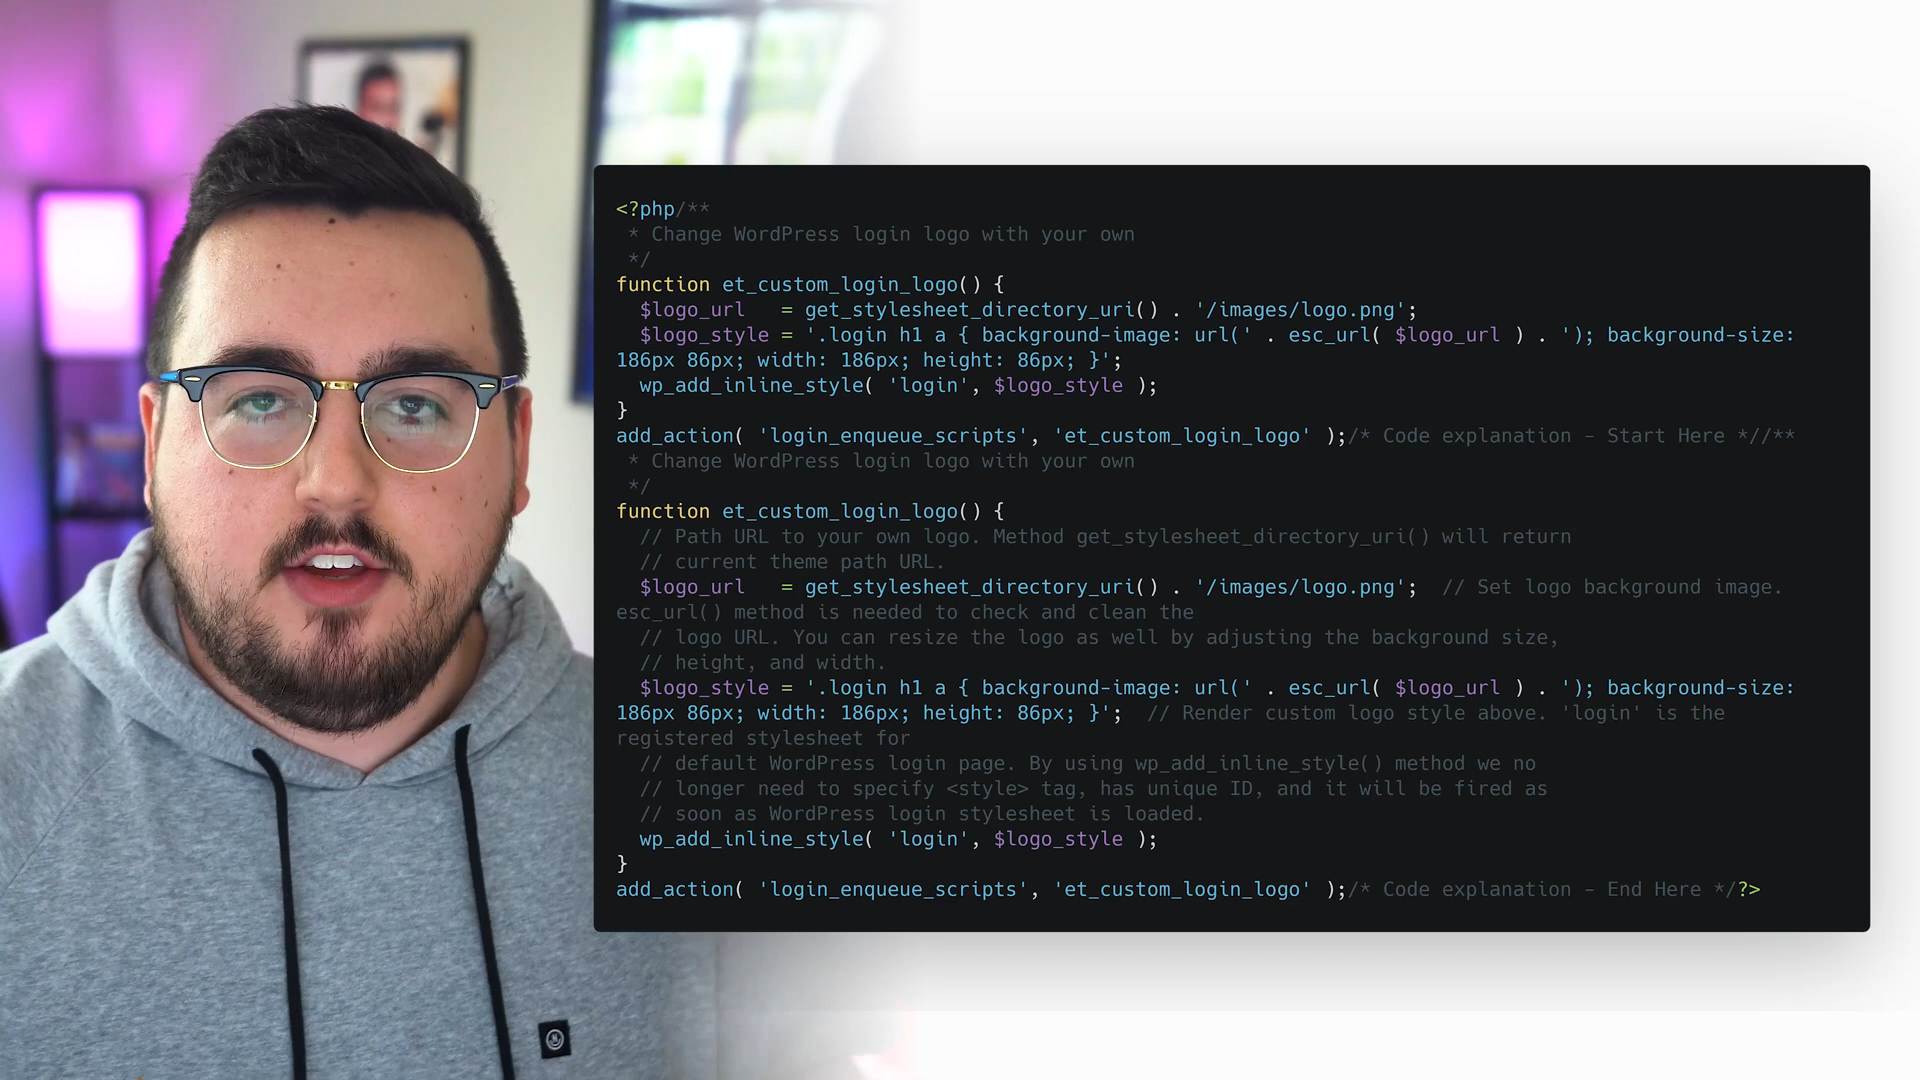 <?php/**
 * Change WordPress login logo with your own
 */
function et_custom_login_logo() {
  $logo_url   = get_stylesheet_directory_uri() . '/images/logo.png';
  $logo_style = '.login h1 a { background-image: url(' . esc_url( $logo_url ) . '); background-size:
186px 86px; width: 186px; height: 86px; }';
  wp_add_inline_style( 'login', $logo_style );
}
add_action( 'login_enqueue_scripts', 'et_custom_login_logo' );/* Code explanation - Start Here *//**
 * Change WordPress login logo with your own
 */
function et_custom_login_logo() {
  // Path URL to your own logo. Method get_stylesheet_directory_uri() will return
  // current theme path URL.
  $logo_url   = get_stylesheet_directory_uri() . '/images/logo.png';  // Set logo background image.
esc_url() method is needed to check and clean the
  // logo URL. You can resize the logo as well by adjusting the background size,
  // height, and width.
  $logo_style = '.login h1 a { background-image: url(' . esc_url( $logo_url ) . '); background-size:
186px 86px; width: 186px; height: 86px; }';  // Render custom logo style above. 'login' is the
registered stylesheet for
  // default WordPress login page. By using wp_add_inline_style() method we no
  // longer need to specify <style> tag, has unique ID, and it will be fired as
  // soon as WordPress login stylesheet is loaded.
  wp_add_inline_style( 'login', $logo_style );
}
add_action( 'login_enqueue_scripts', 'et_custom_login_logo' );/* Code explanation - End Here */?>